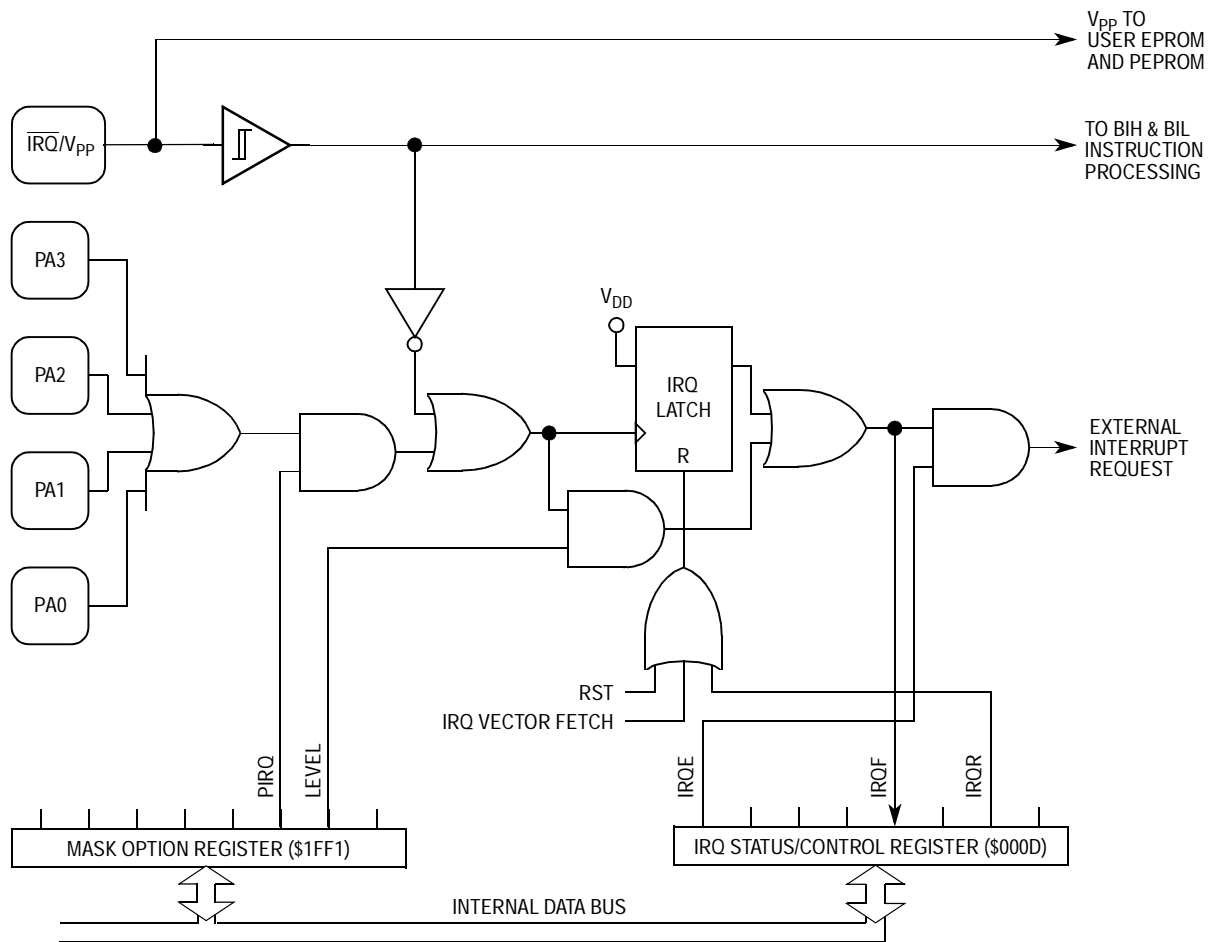 VPP TO
USER EPROM
AND PEPROM
IRQ/VPP
TO BIH & BIL
INSTRUCTION
PROCESSING
PA3
PA2
PA1
PA0
VDD
IRQ
LATCH
R
EXTERNAL
INTERRUPT
REQUEST
RST
IRQ VECTOR FETCH
PIRQ
LEVEL
IRQE
IRQF
IRQR
MASK OPTION REGISTER ($1FF1)
IRQ STATUS/CONTROL REGISTER ($000D)
INTERNAL DATA BUS